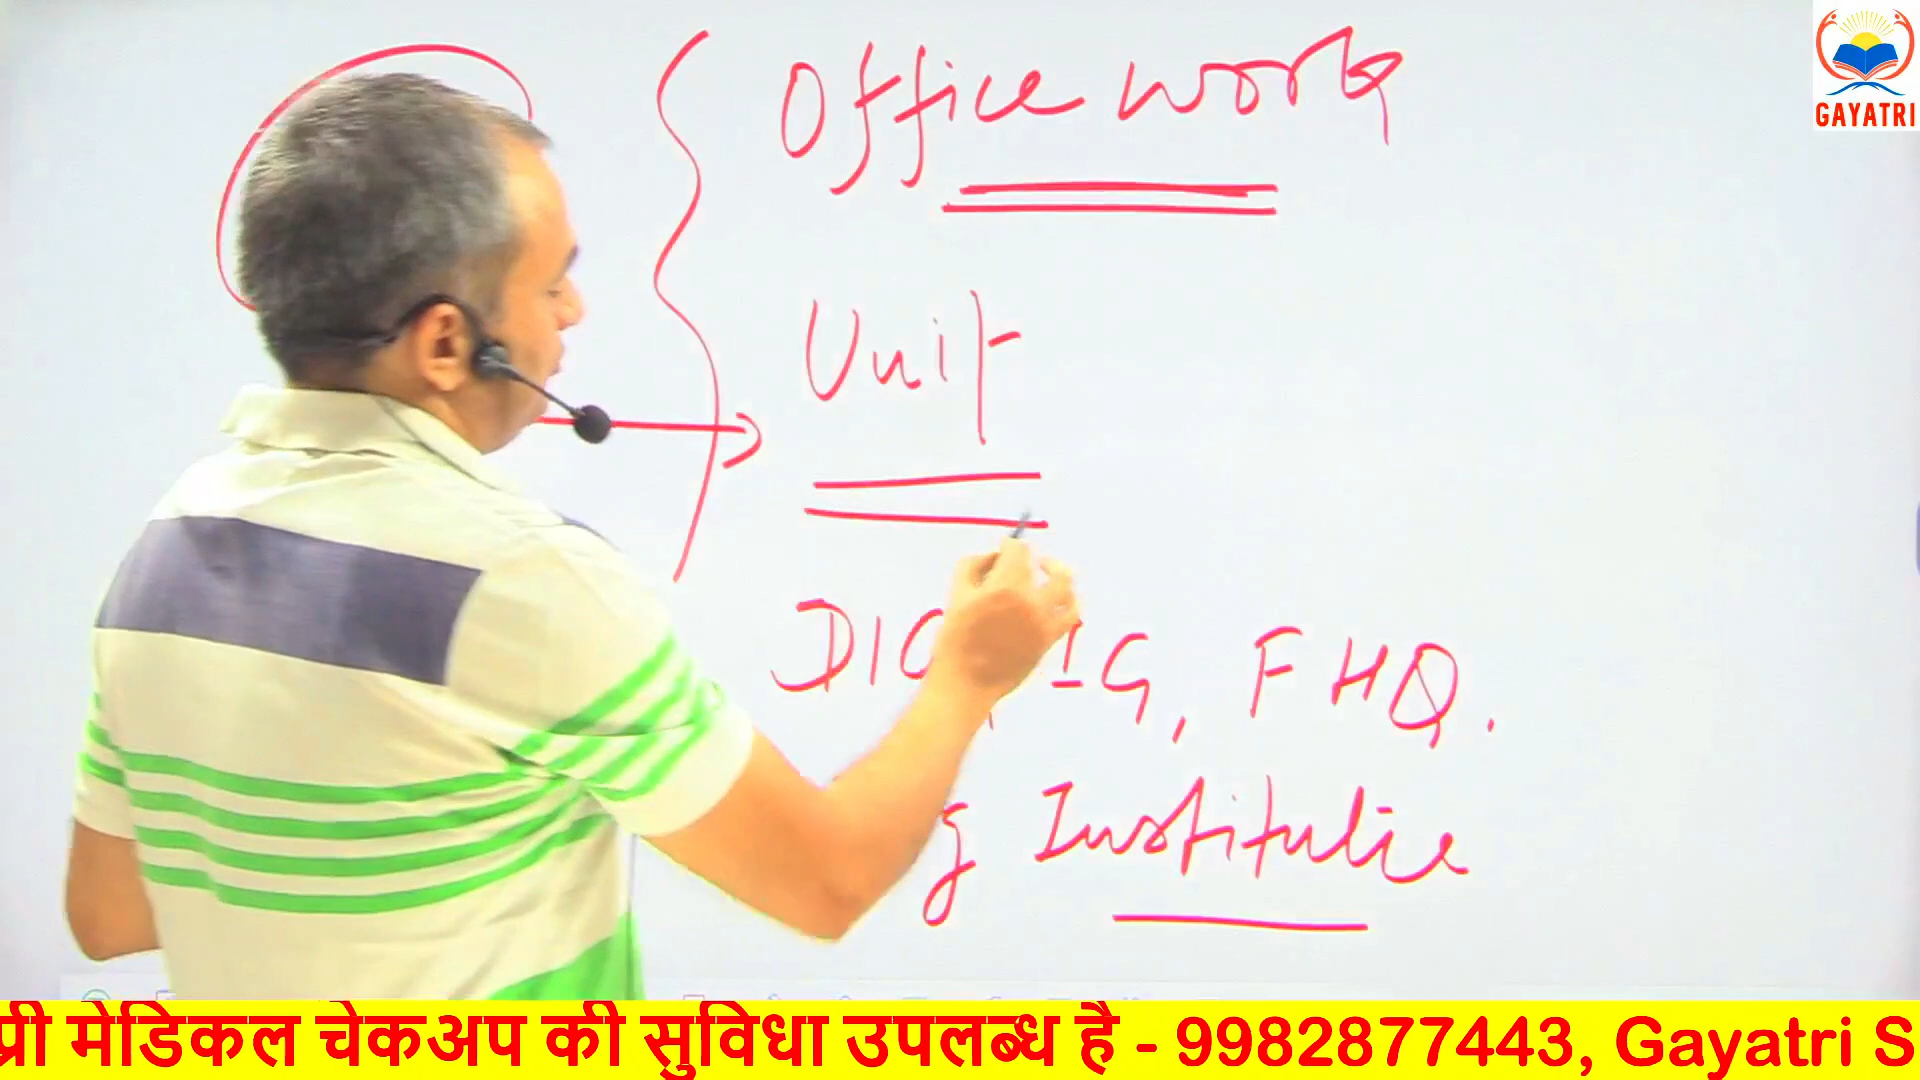 Office work
GAYATRI
Unit
IG, FHQ.
Institutie
प्री मेडिकल चेकअप की सुविधा उपलब्ध है - 9982877443, Gayatri S